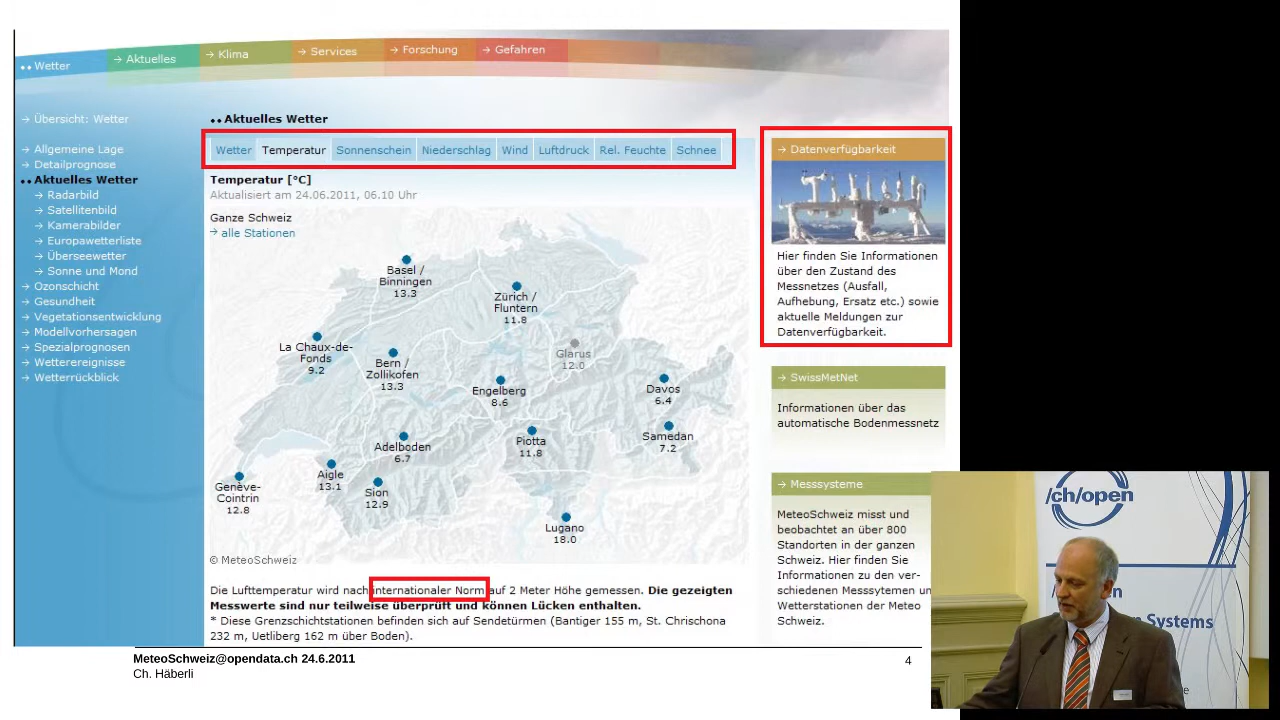 Wetter
→ Aktuelles
→ Klima
→ Services
→ Forschung
→ Gefahren
→ Übersicht: Wetter
→ Allgemeine Lage
→ Detailprognose
Aktuelles Wetter
→ Radarbild
→ Satellitenbild
→ Kamerabilder
→ Europawetterliste
→ Überseewetter
→ Sonne und Mond
→ Ozonschicht
→ Gesundheit
→ Vegetationsentwicklung
→ Modellvorhersagen
→ Spezialprognosen
→ Wetterereignisse
→ Wetterrückblick
Aktuelles Wetter
Wetter Temperatur Sonnenschein Niederschlag Wind Luftdruck Rel. Feuchte Schnee
Temperatur [°C]
Aktualisiert am 24.06.2011, 06.10 Uhr
Ganze Schweiz
→ alle Stationen
Basel /
Binningen
13.3
Zürich /
Fluntern
11.8
La Chaux-de-
Fonds
9.2
Bern /
Zollikofen
13.3
Glarus
12.0
Engelberg
8.6
Davos
6.4
Adelboden
6.7
Piotta
11.8
Samedan
7.2
Genève-
Cointrin
12.8
Aigle
13.1
Sion
12.9
Lugano
18.0
© MeteoSchweiz
Die Lufttemperatur wird nach internationaler Norm auf 2 Meter Höhe gemessen. Die gezeigten
Messwerte sind nur teilweise überprüft und können Lücken enthalten.
* Diese Grenzschichtstationen befinden sich auf Sendetürmen (Bantiger 155 m, St. Chrischona
232 m, Uetliberg 162 m über Boden).
→ Datenverfügbarkeit
Hier finden Sie Informationen
über den Zustand des
Messnetzes (Ausfall,
Aufhebung, Ersatz etc.) sowie
aktuelle Meldungen zur
Datenverfügbarkeit.
→ SwissMetNet
Informationen über das
automatische Bodenmessnetz
→ Messsysteme
MeteoSchweiz misst und
beobachtet an über 800
Standorten in der ganzen
Schweiz. Hier finden Sie
Informationen zu den ver-
schiedenen Messsytemen un
Wetterstationen der Meteo
Schweiz.
MeteoSchweiz@opendata.ch 24.6.2011
Ch. Häberli
4
/ch/open
Systems